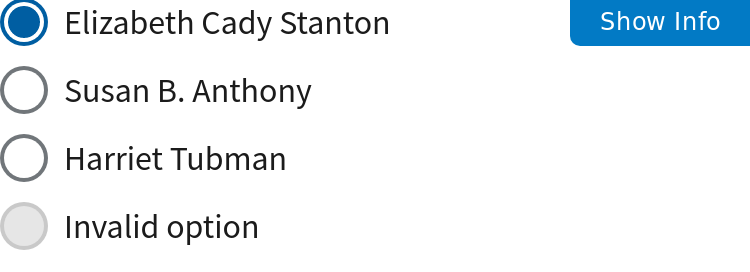 Elizabeth Cady Stanton
Show Info
Susan B. Anthony
Harriet Tubman
Invalid option